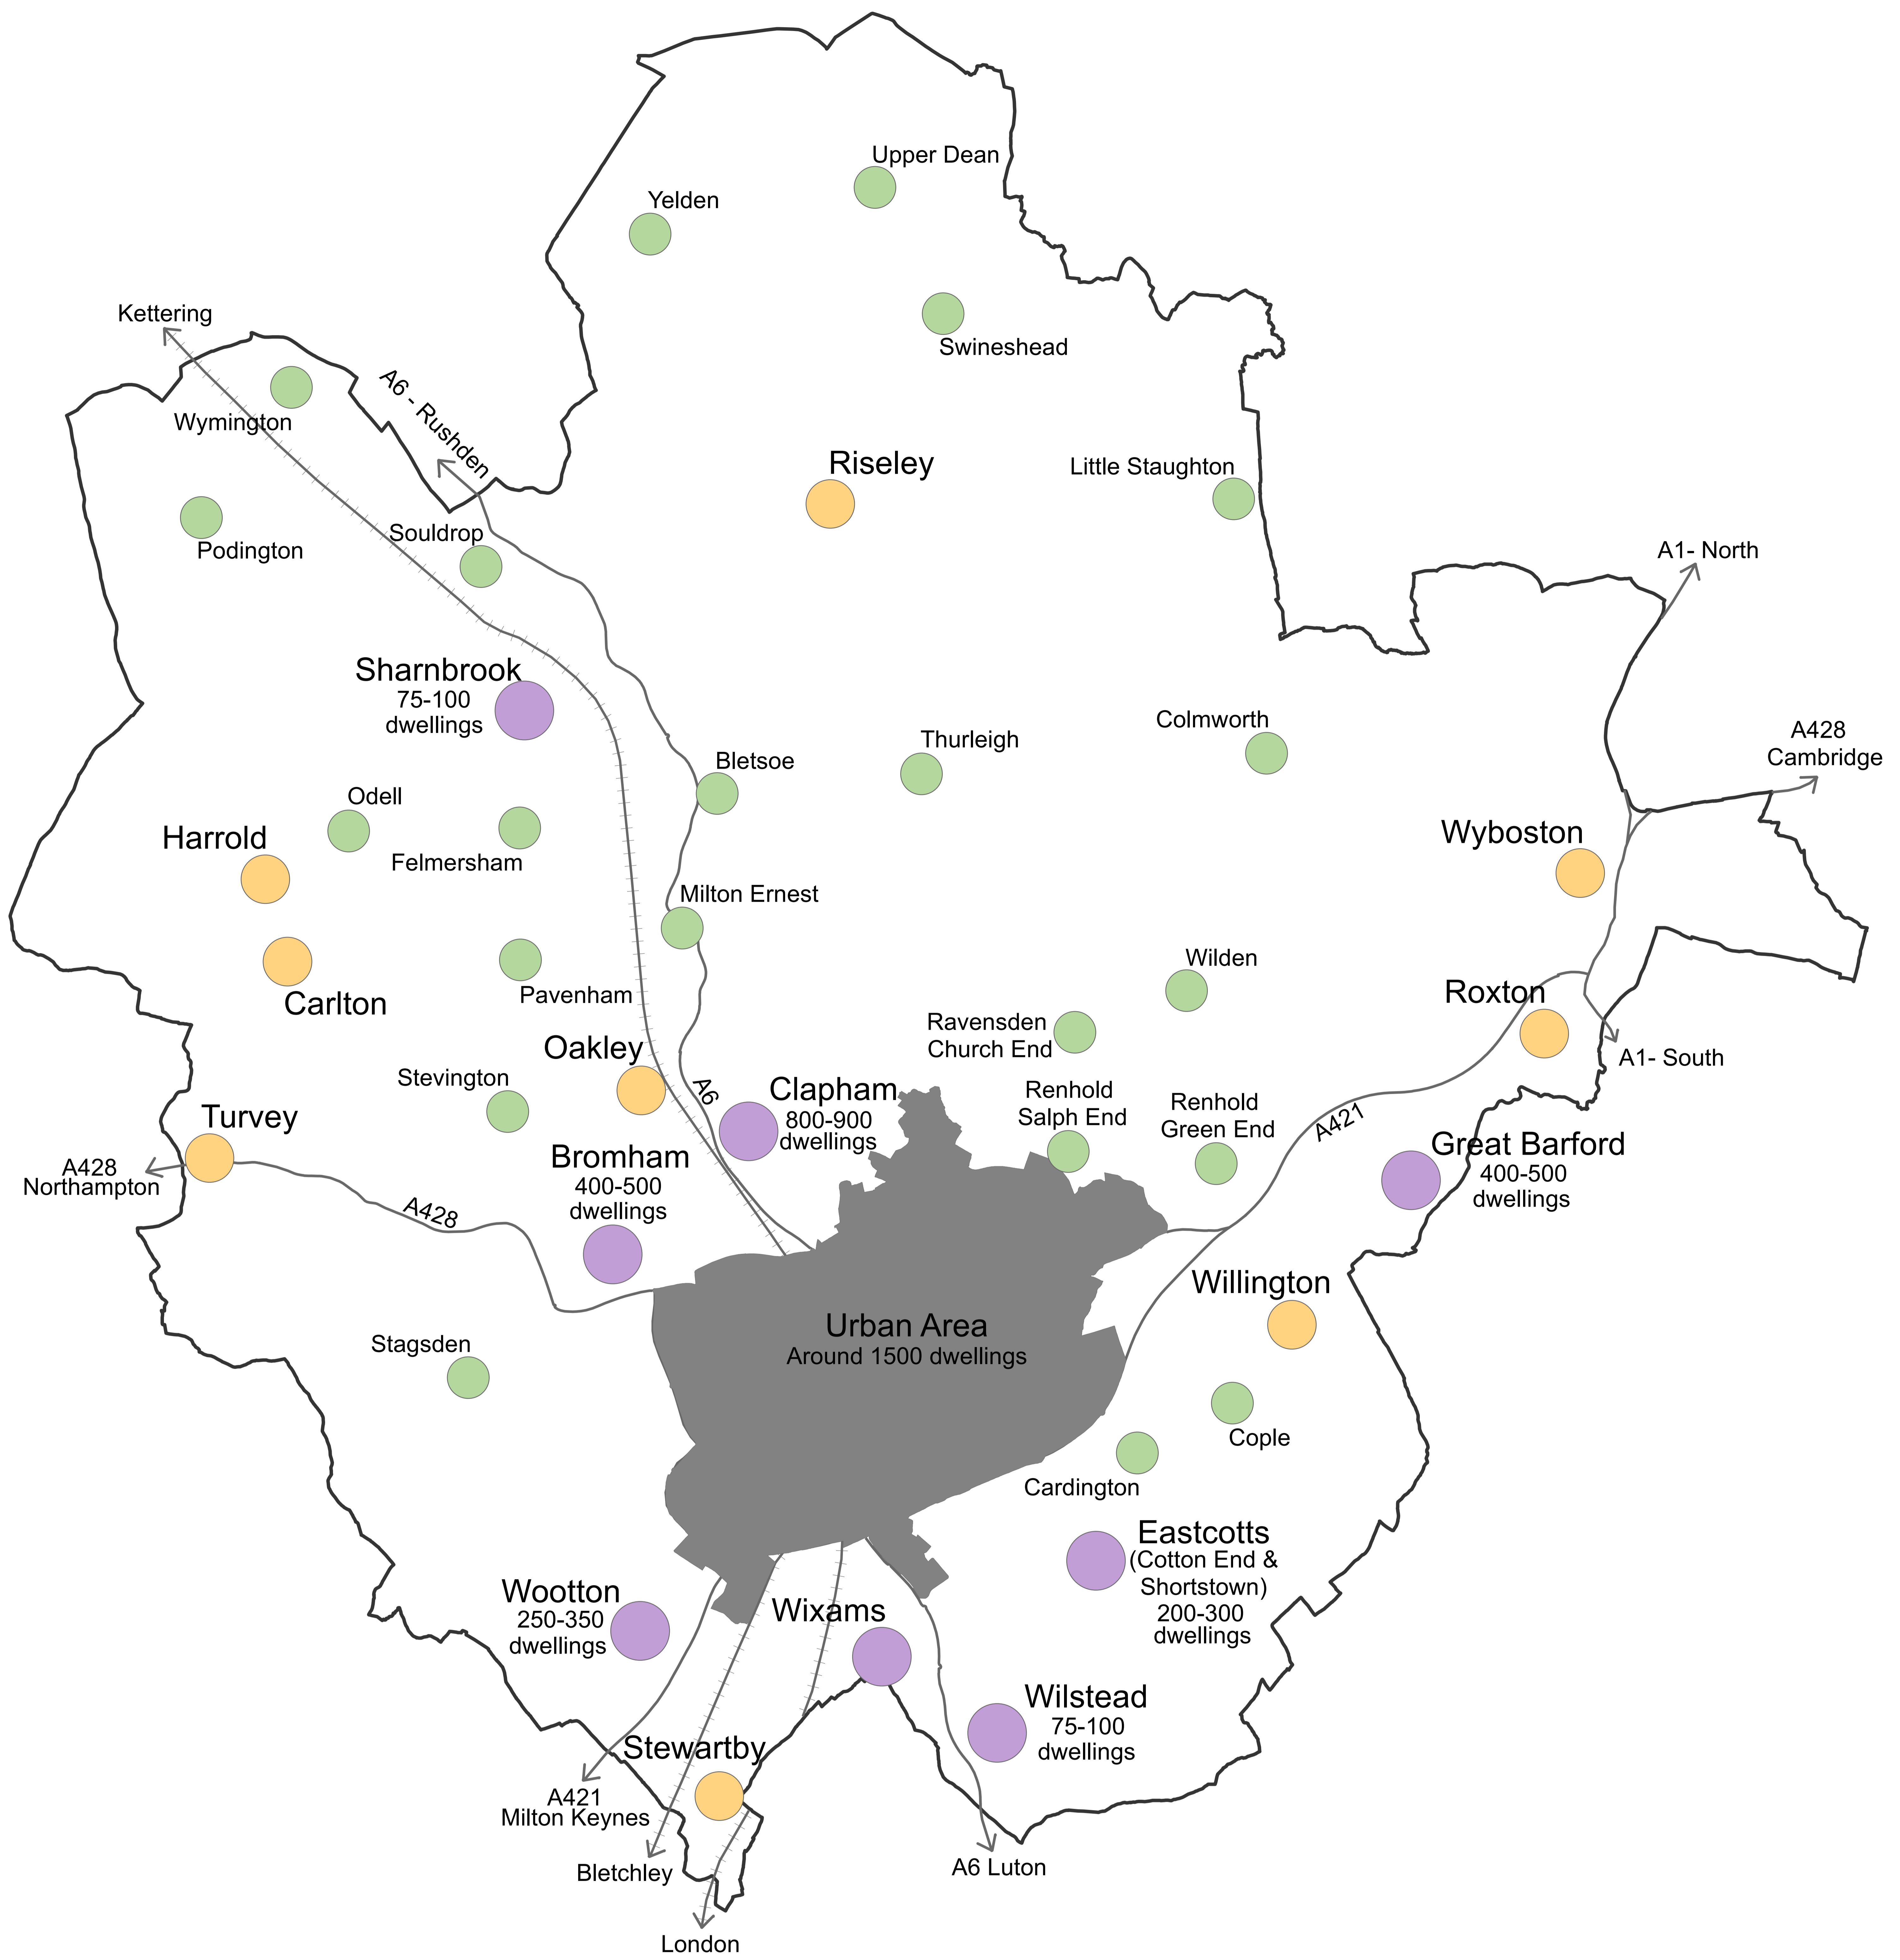 Upper Dean
Yelden
Kettering
Swineshead
A6 - Rushden
Wymington
Riseley
Little Staughton
Podington
Souldrop
A1- North
Sharnbrook
75-100
dwellings
Colmworth
A428
Cambridge
Thurleigh
Bletsoe
Odell
Harrold
Felmersham
Wyboston
Milton Ernest
Wilden
Carlton
Pavenham
Roxton
Ravensden
Church End
Oakley
A1- South
Stevington
A6
Clapham
800-900
dwellings
Renhold
Salph End
Renhold
Green End
A421
Turvey
A428
Northampton
A428
Bromham
400-500
dwellings
Great Barford
400-500
dwellings
Willington
Urban Area
Around 1500 dwellings
Stagsden
Cople
Cardington
Eastcotts
(Cotton End &
Shortstown)
200-300
dwellings
Wootton
250-350
dwellings
Wixams
Wilstead
75-100
dwellings
Stewartby
A421
Milton Keynes
Bletchley
A6 Luton
London